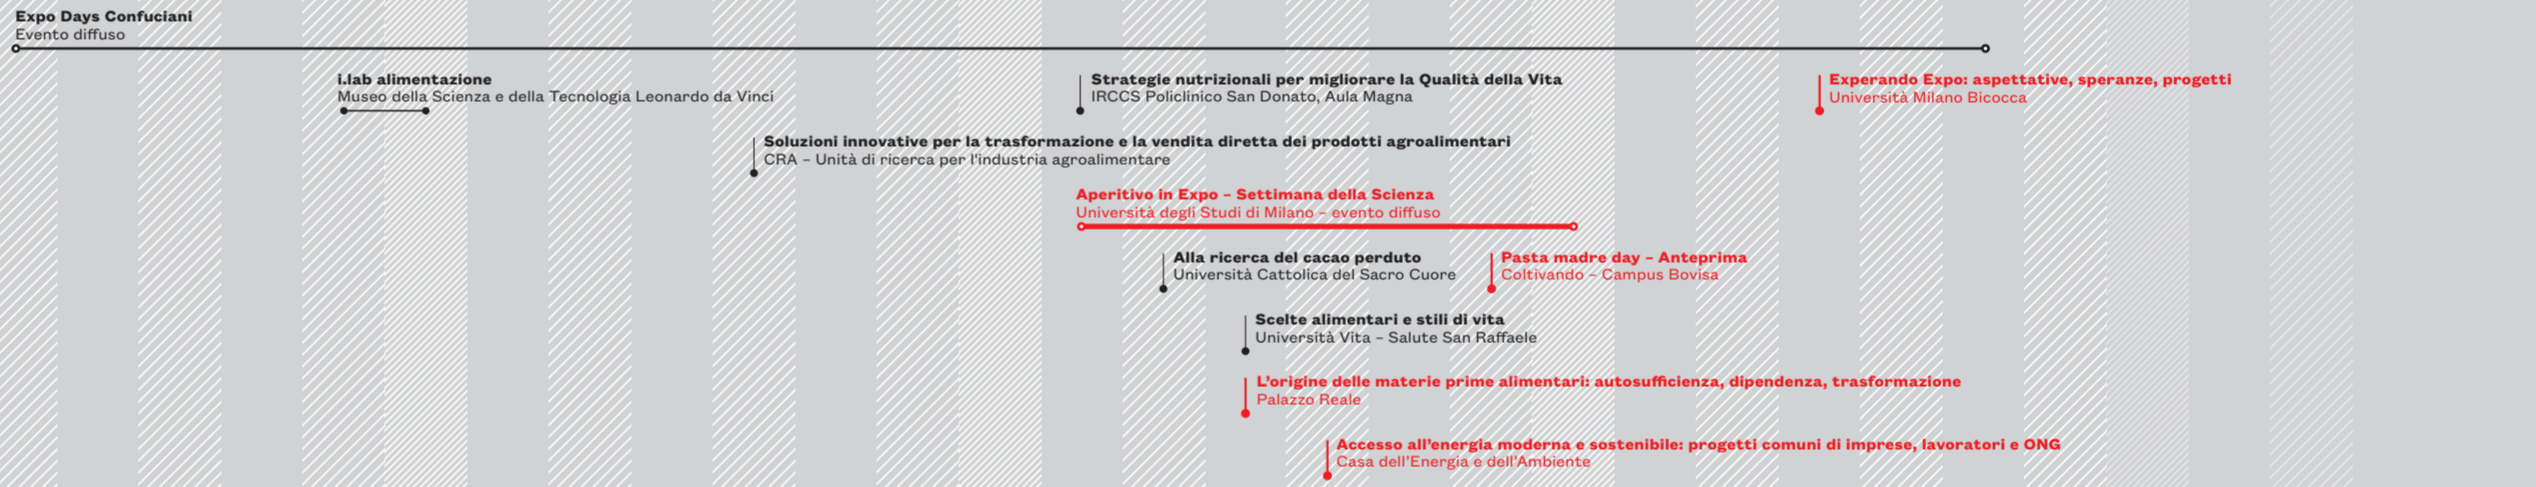 Expo Days Confuciani
Evento diffuso
i.lab alimentazione
Museo della Scienza e della Tecnologia Leonardo da Vinci
Strategie nutrizionali per migliorare la Qualità della Vita
IRCCS Policlinico San Donato, Aula Magna
Experando Expo: aspettative, speranze, progetti
Università Milano Bicocca
Soluzioni innovative per la trasformazione e la vendita diretta dei prodotti agroalimentari
CRA – Unità di ricerca per l'industria agroalimentare
Aperitivo in Expo – Settimana della Scienza
Università degli Studi di Milano – evento diffuso
Alla ricerca del cacao perduto
Università Cattolica del Sacro Cuore
Pasta madre day – Anteprima
Coltivando – Campus Bovisa
Scelte alimentari e stili di vita
Università Vita – Salute San Raffaele
L’origine delle materie prime alimentari: autosufficienza, dipendenza, trasformazione
Palazzo Reale
Accesso all’energia moderna e sostenibile: progetti comuni di imprese, lavoratori e ONG
Casa dell’Energia e dell’Ambiente